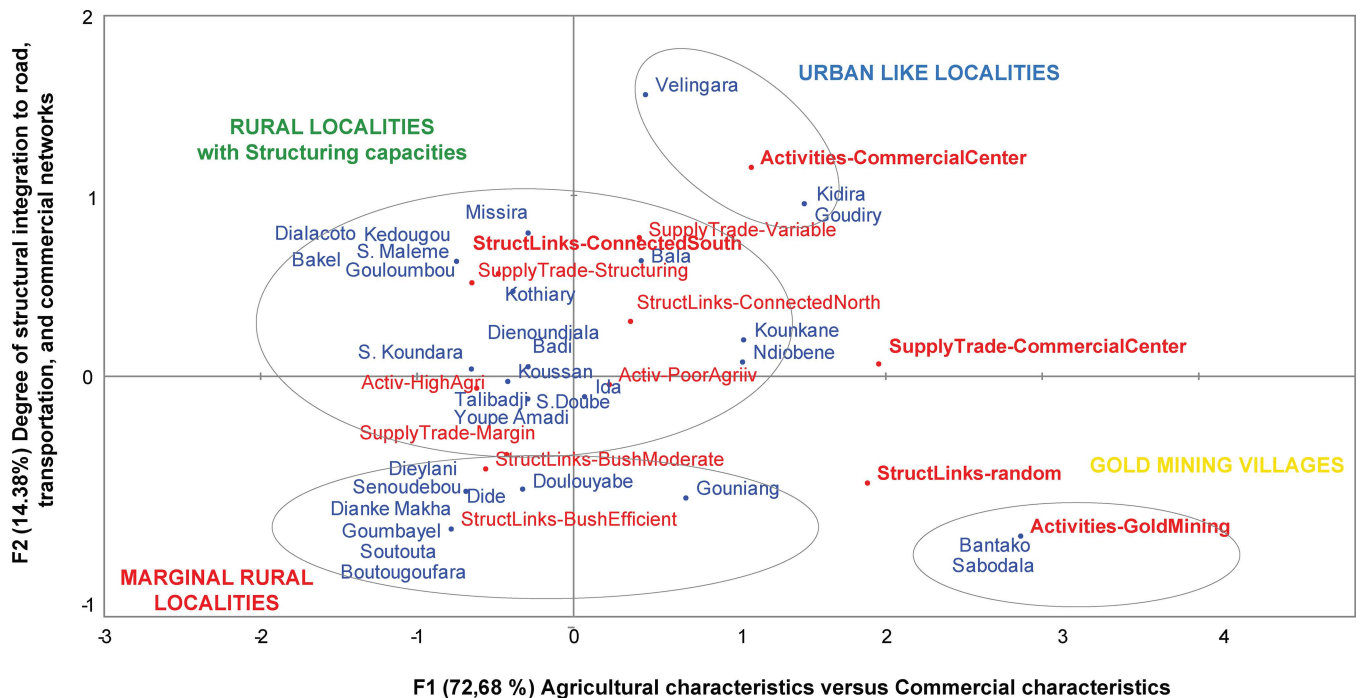 F2 (14.38%) Degree of structural integration to road,
transportation, and commercial networks
2
1
0
-1
URBAN LIKE LOCALITIES
Velingara
RURAL LOCALITIES
with Structuring capacities
Activities-CommercialCenter
Kidira
Goudiry
Missira
SupplyTrade-Variable
Dialacoto Kedougou
StructLinks-ConnectedSouth
S. Maleme
Bala
Bakel
Gouloumbou
SupplyTrade-Structuring
Kothiary
StructLinks-ConnectedNorth
Dienoundiala
Kounkane
Badi
SupplyTrade-CommercialCenter
S. Koundara
Ndiobene
Koussan
Activ-PoorAgriiv
Activ-HighAgri
Ida
Talibadji
S.Doube
Youpe Amadi
SupplyTrade-Margin
StructLinks-BushModerate
Dieylani
GOLD MINING VILLAGES
StructLinks-random
Doulouyabe
Senoudebou
Gouniang
Dide
Dianke Makha
StructLinks-BushEfficient
Activities-GoldMining
Goumbayel
Bantako
Soutouta
Sabodala
Boutougoufara
MARGINAL RURAL
LOCALITIES
-3 -2 -1 0 1 2 3 4
F1 (72,68 %) Agricultural characteristics versus Commercial characteristics